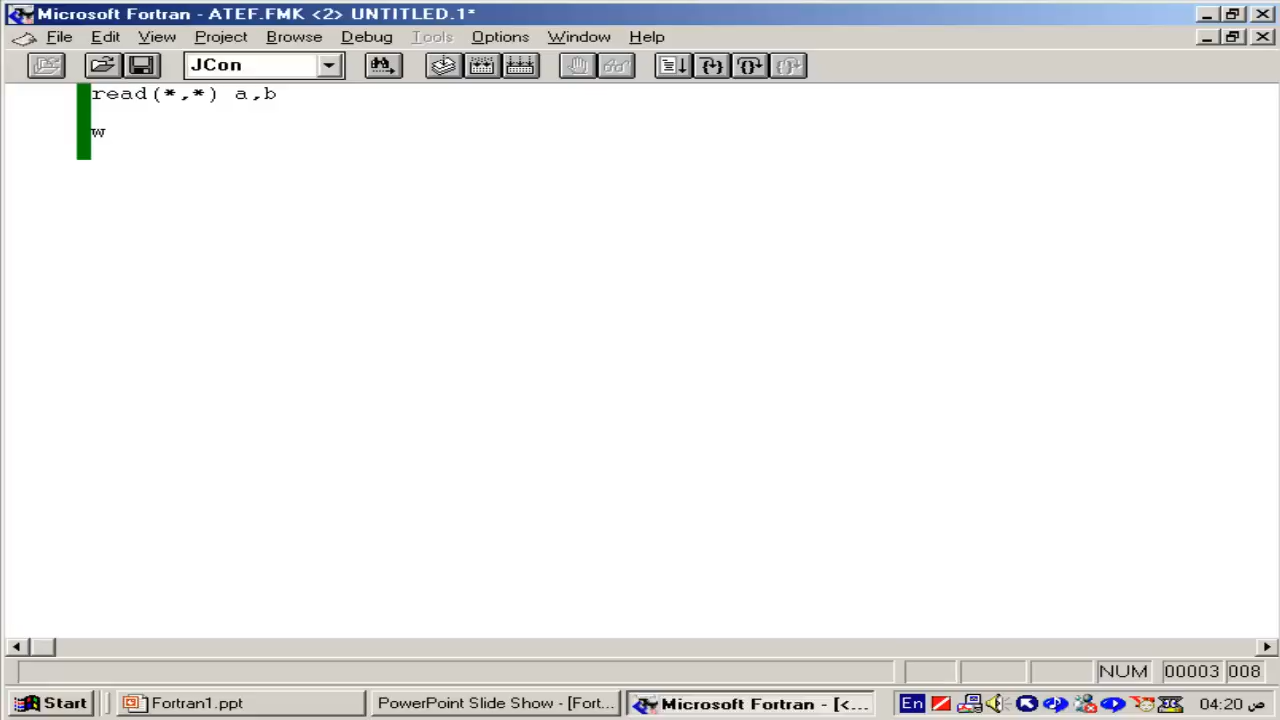 Microsoft Fortran - ATEF.FMK <2> UNTITLED.1*
File Edit View Project Browse Debug Tools Options Window Help
JCon
read(*,*) a,b
w
NUM 00003 008
Start Fortran1.ppt PowerPoint Slide Show - [Fort... Microsoft Fortran - [<... En 04:20 ص